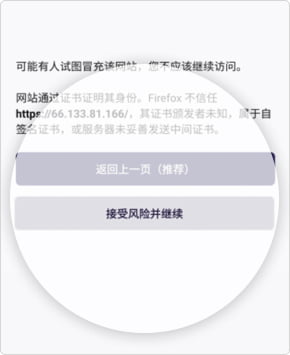 可能有人试图冒充该网站，您不应该继续访问。
网站通过证书证明其身份。Firefox 不信任
https://66.133.81.166/，其证书颁发者未知，属于自
签名证书，或服务器未妥善发送中间证书。
返回上一页（推荐）
接受风险并继续